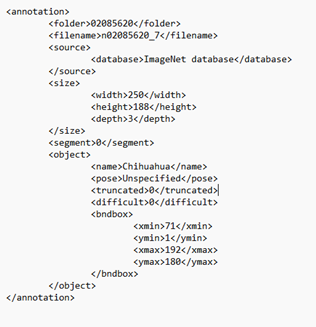 <annotation>
	<folder>02085620</folder>
	<filename>n02085620_7</filename>
	<source>
		<database>ImageNet database</database>
	</source>
	<size>
		<width>250</width>
		<height>188</height>
		<depth>3</depth>
	</size>
	<segment>0</segment>
	<object>
		<name>Chihuahua</name>
		<pose>Unspecified</pose>
		<truncated>0</truncated>
		<difficult>0</difficult>
		<bndbox>
			<xmin>71</xmin>
			<ymin>1</ymin>
			<xmax>192</xmax>
			<ymax>180</ymax>
		</bndbox>
	</object>
</annotation>